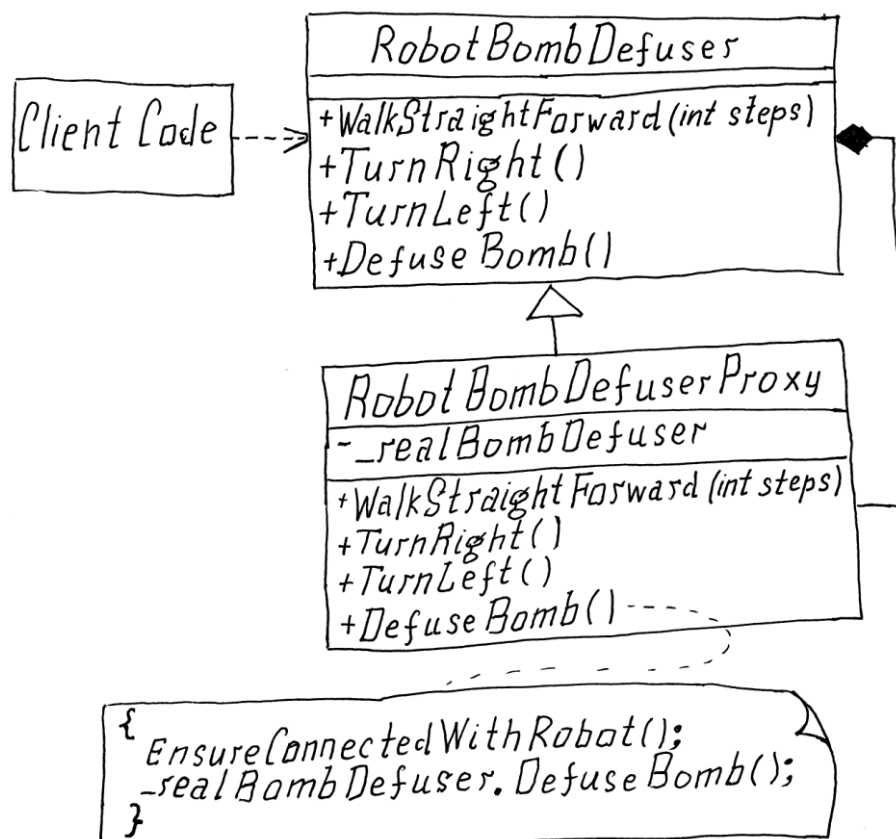 RobotBombDefuser
Client Code
+WalkStraightForward(int steps)
+TurnRight()
+TurnLeft()
+DefuseBomb()
RobotBombDefuserProxy
-_realBombDefuser
+WalkStraightForward(int steps)
+TurnRight()
+TurnLeft()
+DefuseBomb()
{
EnsureConnectedWithRobot();
_realBombDefuser.DefuseBomb();
}